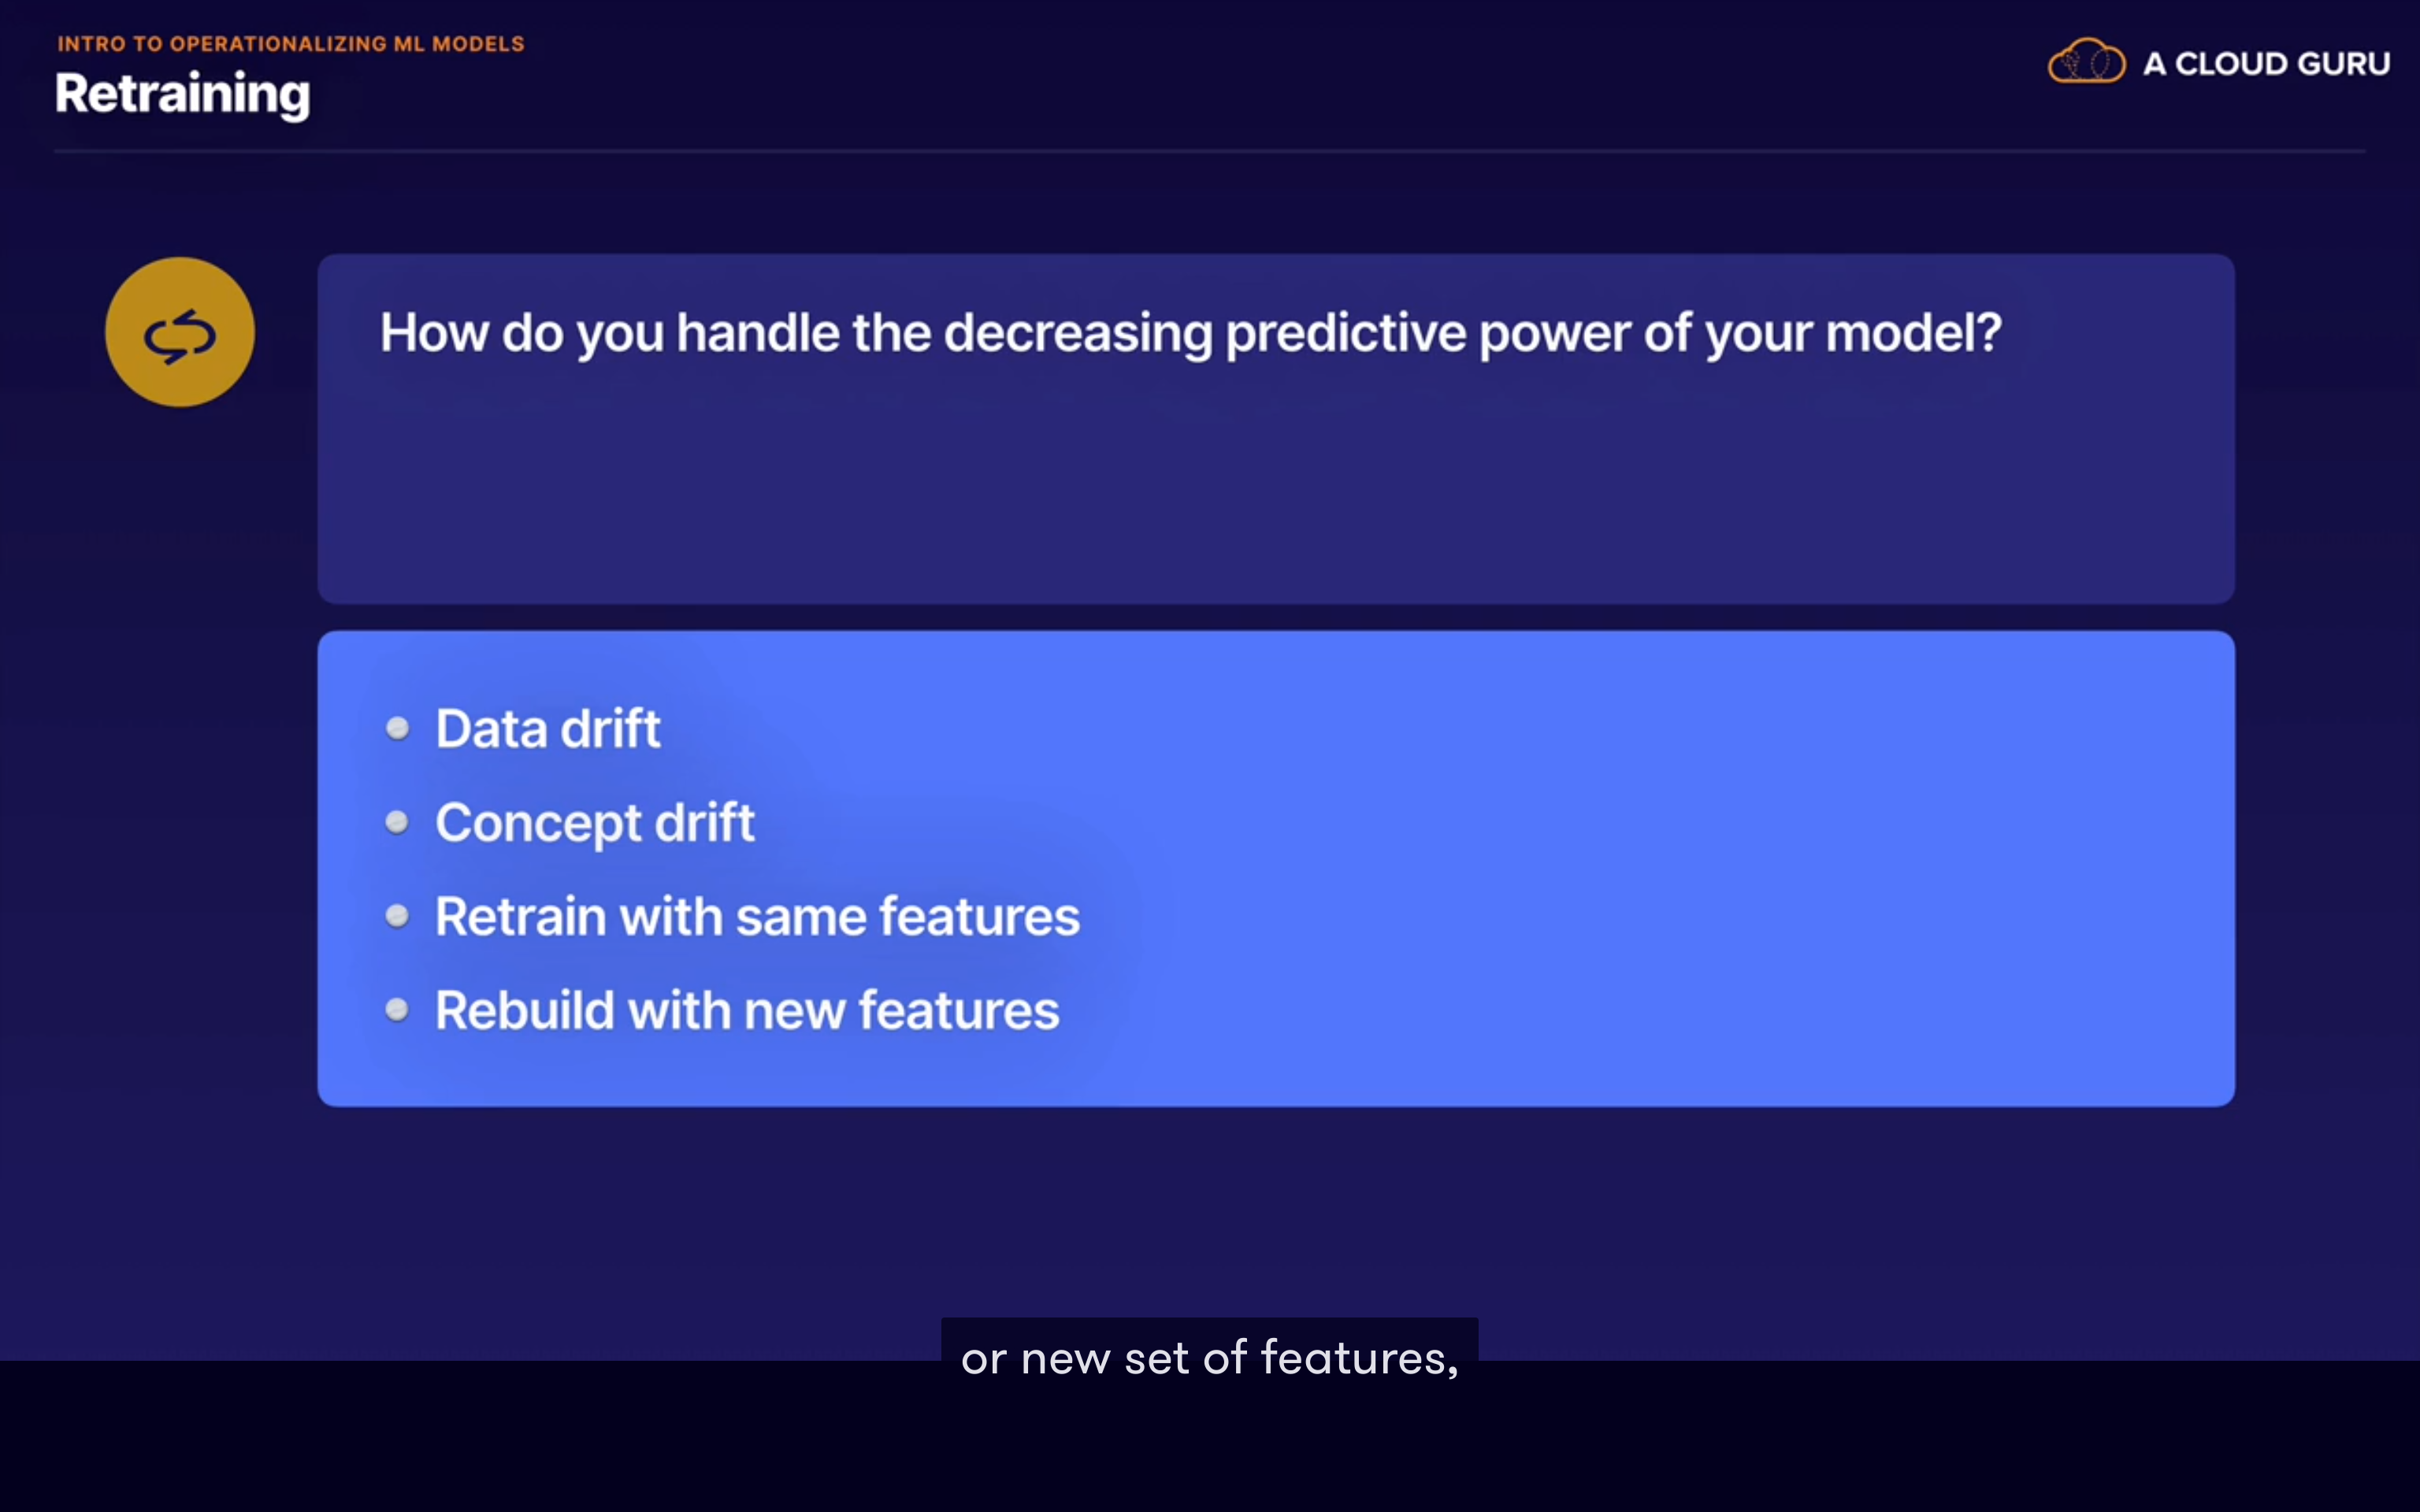 INTRO TO OPERATIONALIZING ML MODELS
Retraining
A CLOUD GURU
How do you handle the decreasing predictive power of your model?
Data drift
Concept drift
Retrain with same features
Rebuild with new features
or new set of features,